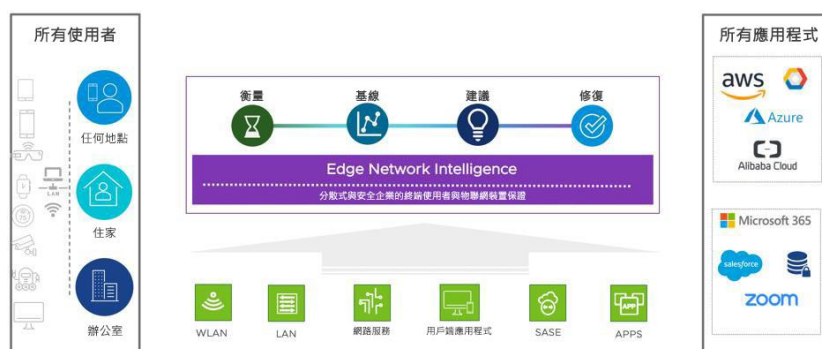 所有使用者
任何地點
LAN
住家
辦公室
衡量
基線
建議
修復
Edge Network Intelligence
分散式與安全企業的終端使用者與物聯網裝置保證
WLAN
LAN
網路服務
用戶端應用程式
SASE
APPS
所有應用程式
aws
Azure
Alibaba Cloud
Microsoft 365
salesforce
zoom